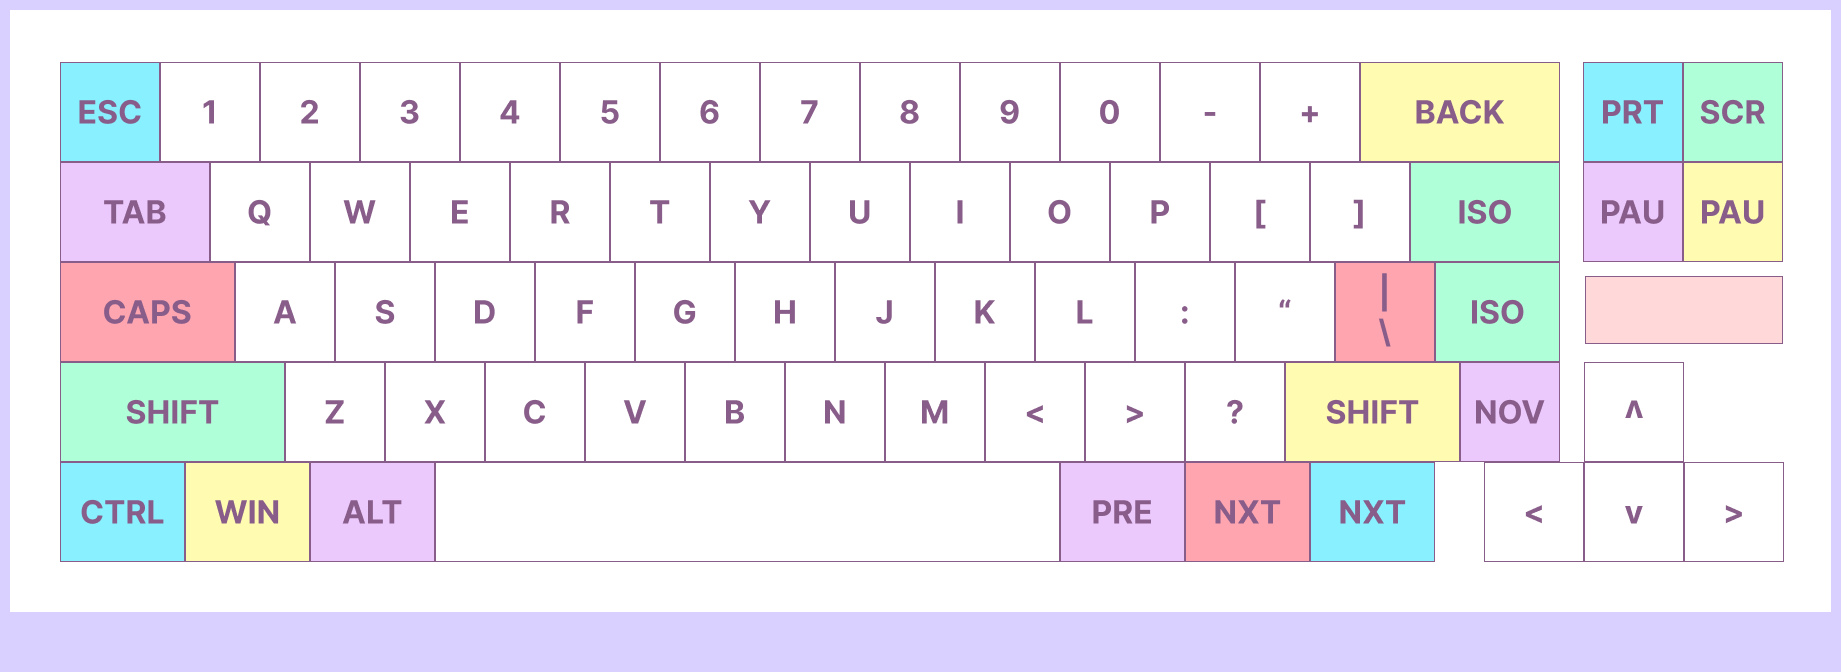 ESC 1 2 3 4 5 6 7 8 9 0 - + BACK PRT SCR
TAB Q W E R T Y U I O P [ ] ISO PAU PAU
CAPS A S D F G H J K L : “ | \ ISO
SHIFT Z X C V B N M < > ? SHIFT NOV ʌ
CTRL WIN ALT PRE NXT NXT < v >